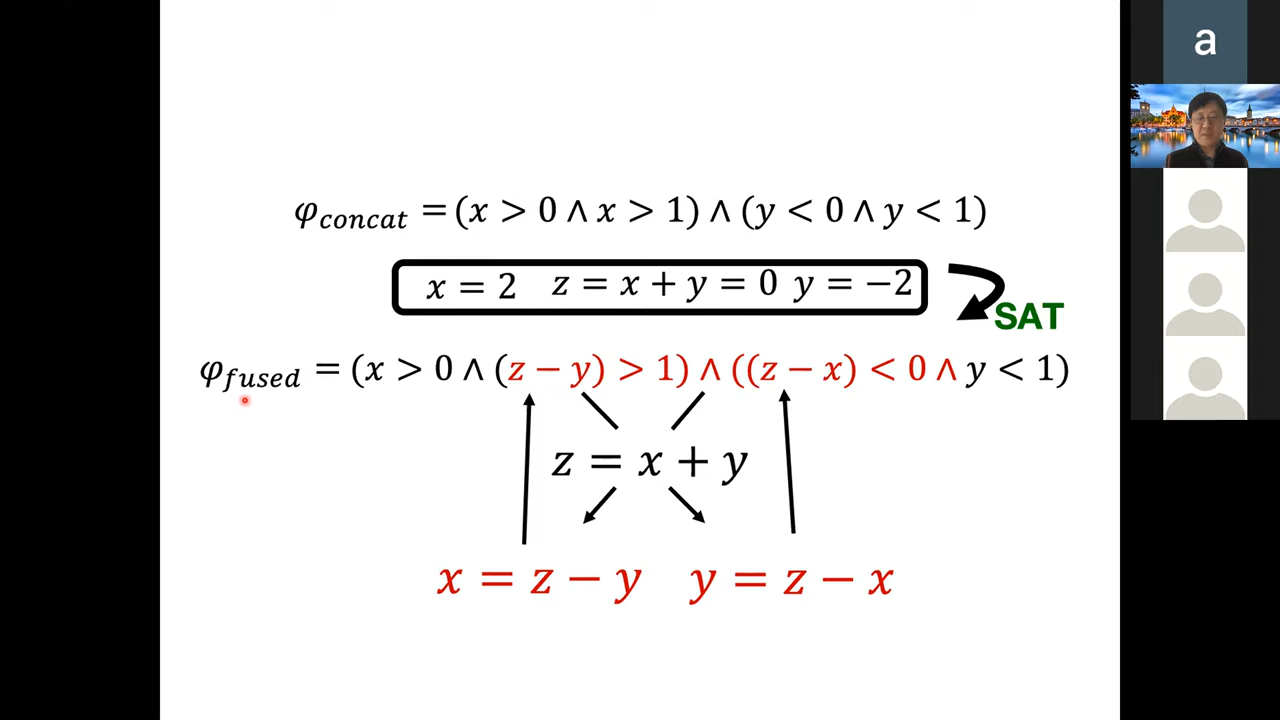 a
φconcat = (x > 0 ∧ x > 1) ∧ (y < 0 ∧ y < 1)
x = 2 z = x + y = 0 y = −2
SAT
φfused = (x > 0 ∧ (z − y) > 1) ∧ ((z − x) < 0 ∧ y < 1)
z = x + y
x = z − y y = z − x